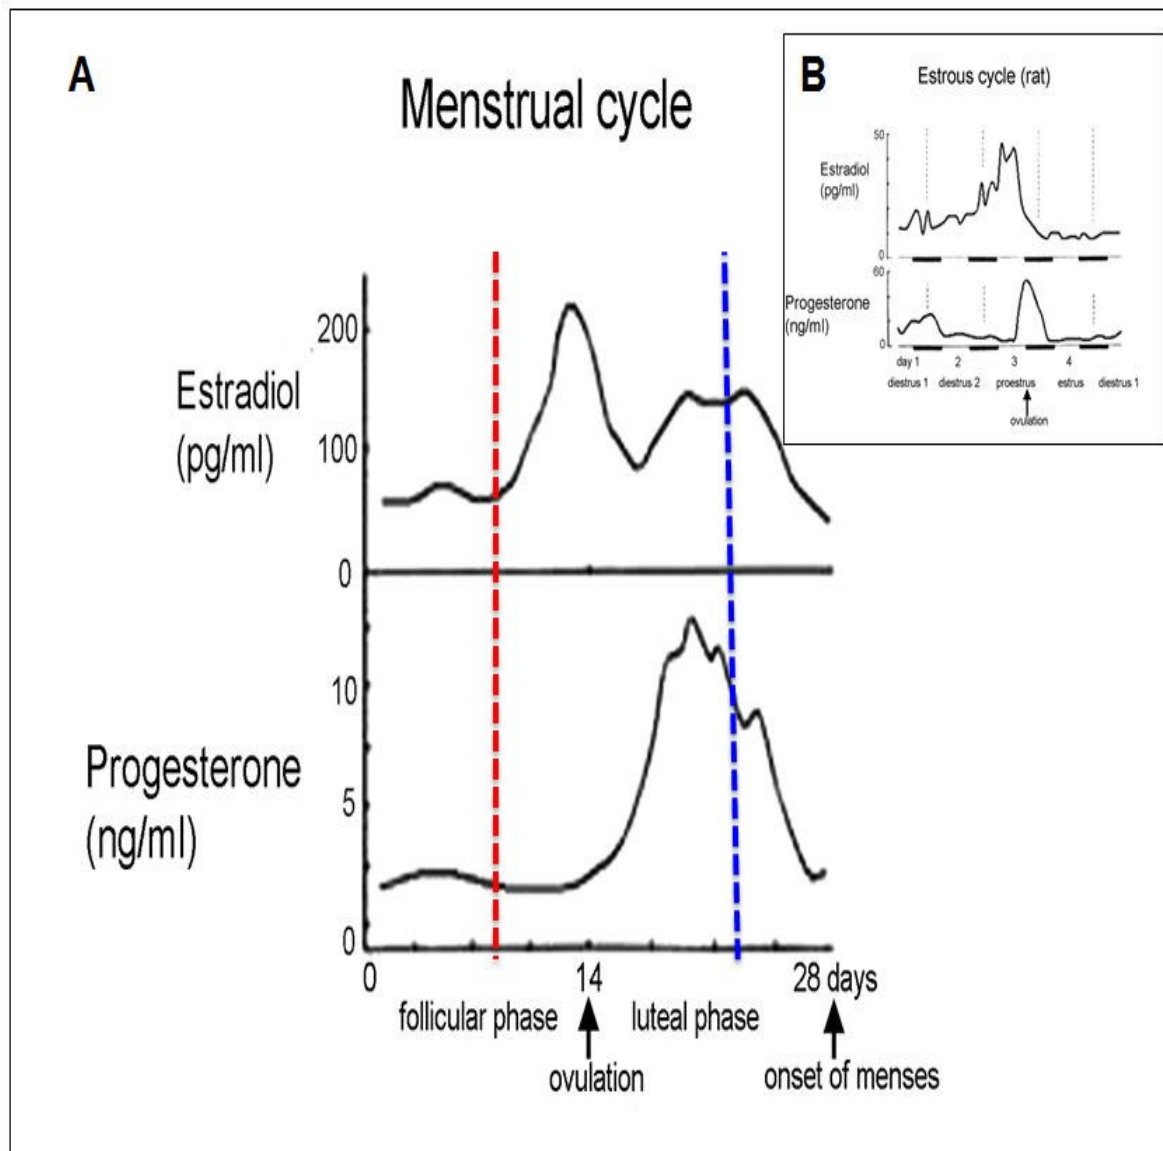 A
Menstrual cycle
Estradiol
(pg/ml)
200
100
0
Progesterone
(ng/ml)
10
5
0
0 14 28 days
follicular phase luteal phase
ovulation onset of menses
B
Estrous cycle (rat)
Estradiol
(pg/ml)
50
0
Progesterone
(ng/ml)
60
0
day 1 2 3 4
diestrus 1 diestrus 2 proestrus estrus diestrus 1
ovulation